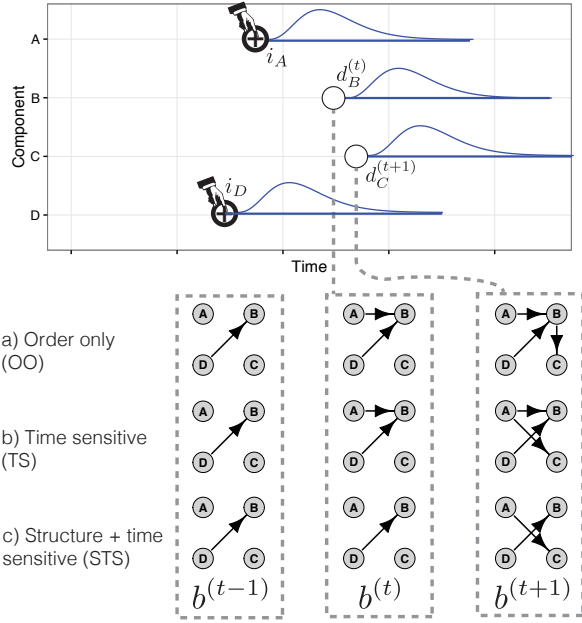 A
i_A
d_B^{(t)}
B
Component
C
d_C^{(t+1)}
i_D
D
Time
A B A B A B
a) Order only
(OO)
D C D C D C
A B A B A B
b) Time sensitive
(TS)
D C D C D C
A B A B A B
c) Structure + time
sensitive (STS)
D C D C D C
b^{(t-1)} b^{(t)} b^{(t+1)}